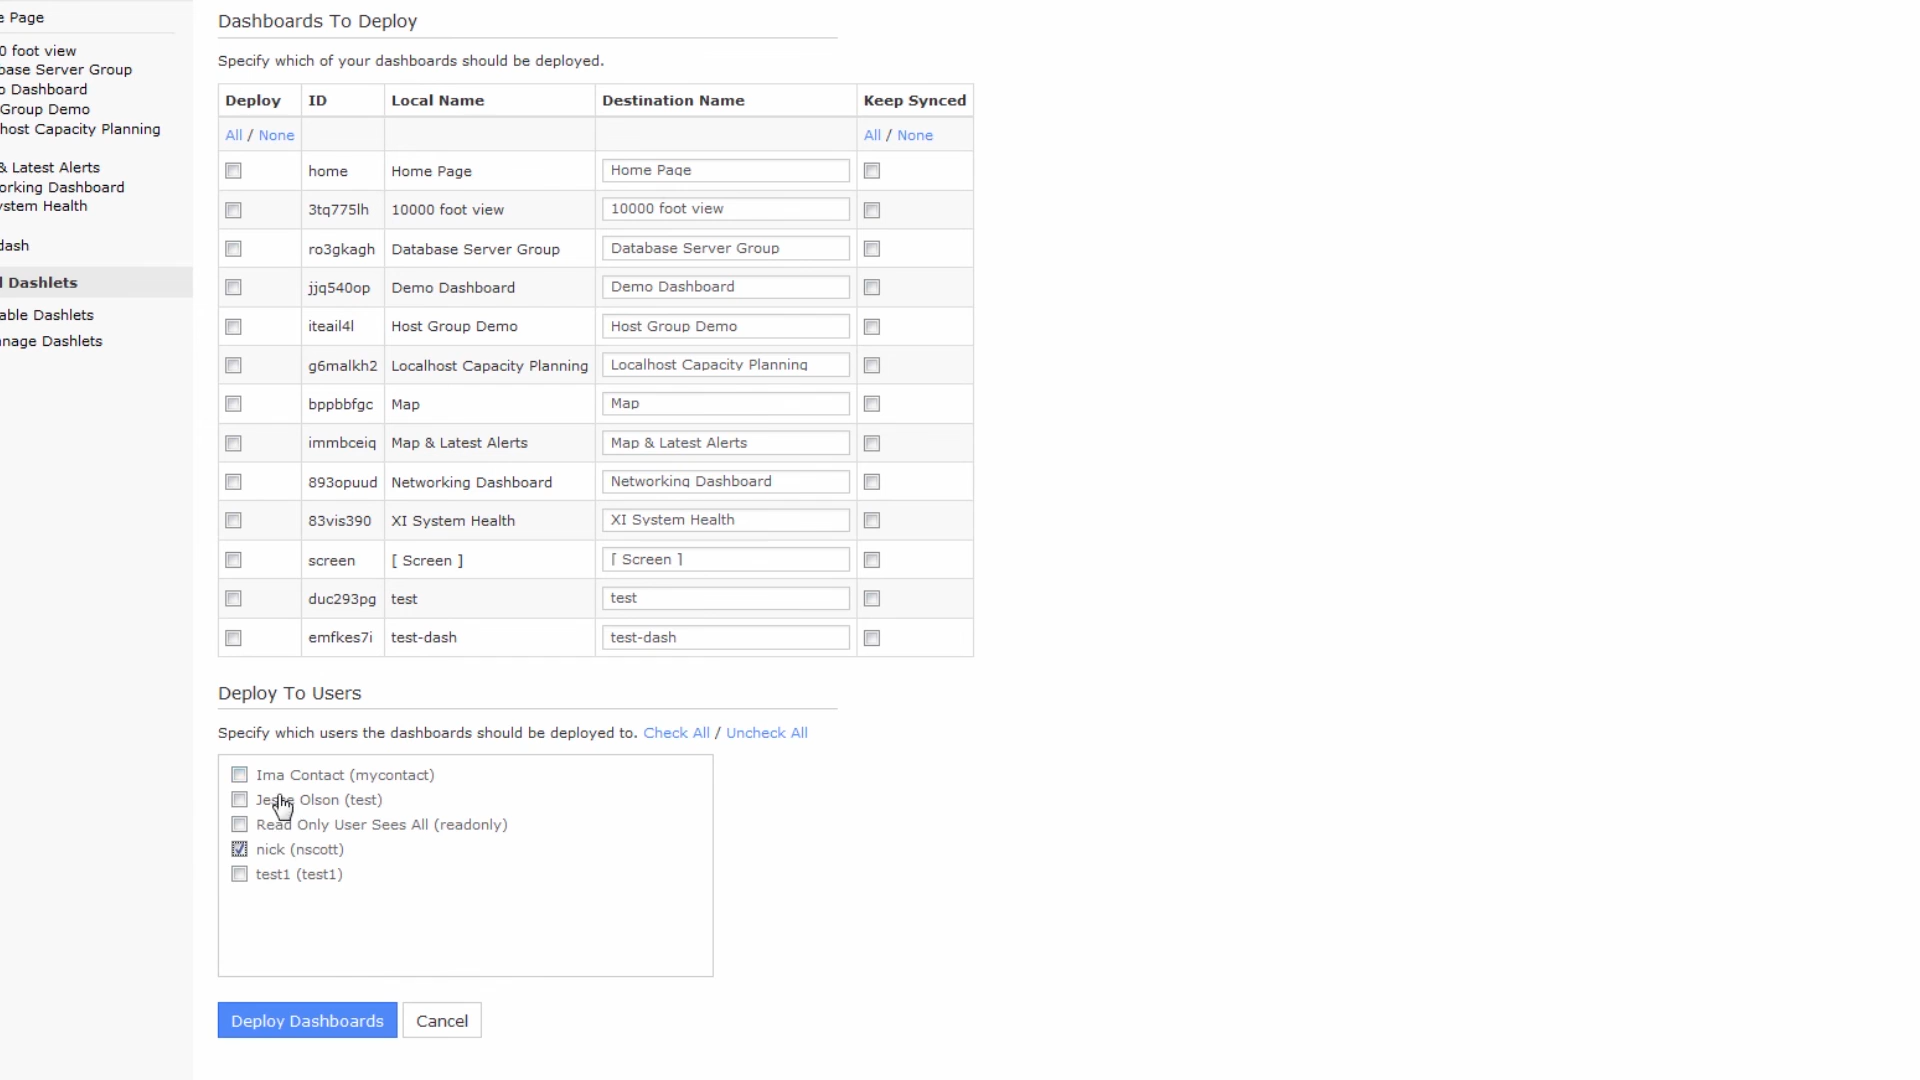 e Page
0 foot view
base Server Group
o Dashboard
Group Demo
host Capacity Planning
& Latest Alerts
orking Dashboard
ystem Health
dash
l Dashlets
able Dashlets
anage Dashlets
Dashboards To Deploy
Specify which of your dashboards should be deployed.
Deploy ID Local Name Destination Name Keep Synced
All / None All / None
home Home Page Home Page
3tq775lh 10000 foot view 10000 foot view
ro3gkagh Database Server Group Database Server Group
jjq540op Demo Dashboard Demo Dashboard
iteail4l Host Group Demo Host Group Demo
g6malkh2 Localhost Capacity Planning Localhost Capacity Planning
bppbbfgc Map Map
immbceiq Map & Latest Alerts Map & Latest Alerts
893opuud Networking Dashboard Networking Dashboard
83vis390 XI System Health XI System Health
screen [ Screen ] [ Screen ]
duc293pg test test
emfkes7i test-dash test-dash
Deploy To Users
Specify which users the dashboards should be deployed to. Check All / Uncheck All
Ima Contact (mycontact)
Jesse Olson (test)
Read Only User Sees All (readonly)
nick (nscott)
test1 (test1)
Deploy Dashboards Cancel